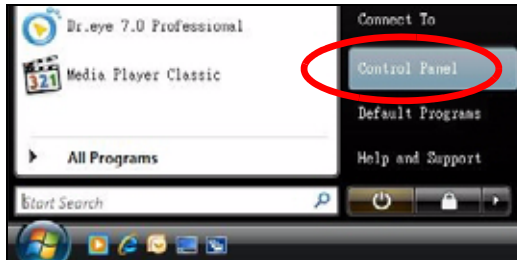 Dr.eye 7.0 Professional
321
Media Player Classic
All Programs
Start Search
Connect To
Control Panel
Default Programs
Help and Support